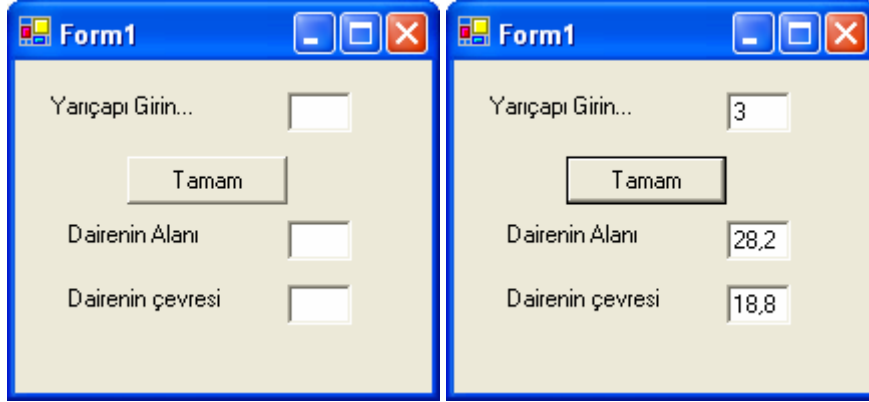 Form1
Yarıçapı Girin...
Tamam
Dairenin Alanı
Dairenin çevresi
Form1
Yarıçapı Girin...
3
Tamam
Dairenin Alanı
28,2
Dairenin çevresi
18,8